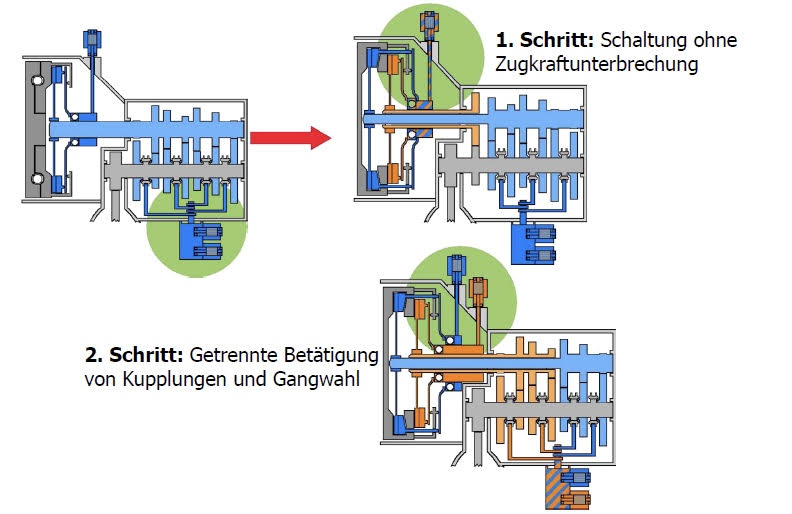 1. Schritt: Schaltung ohne
Zugkraftunterbrechung
2. Schritt: Getrennte Betätigung
von Kupplungen und Gangwahl